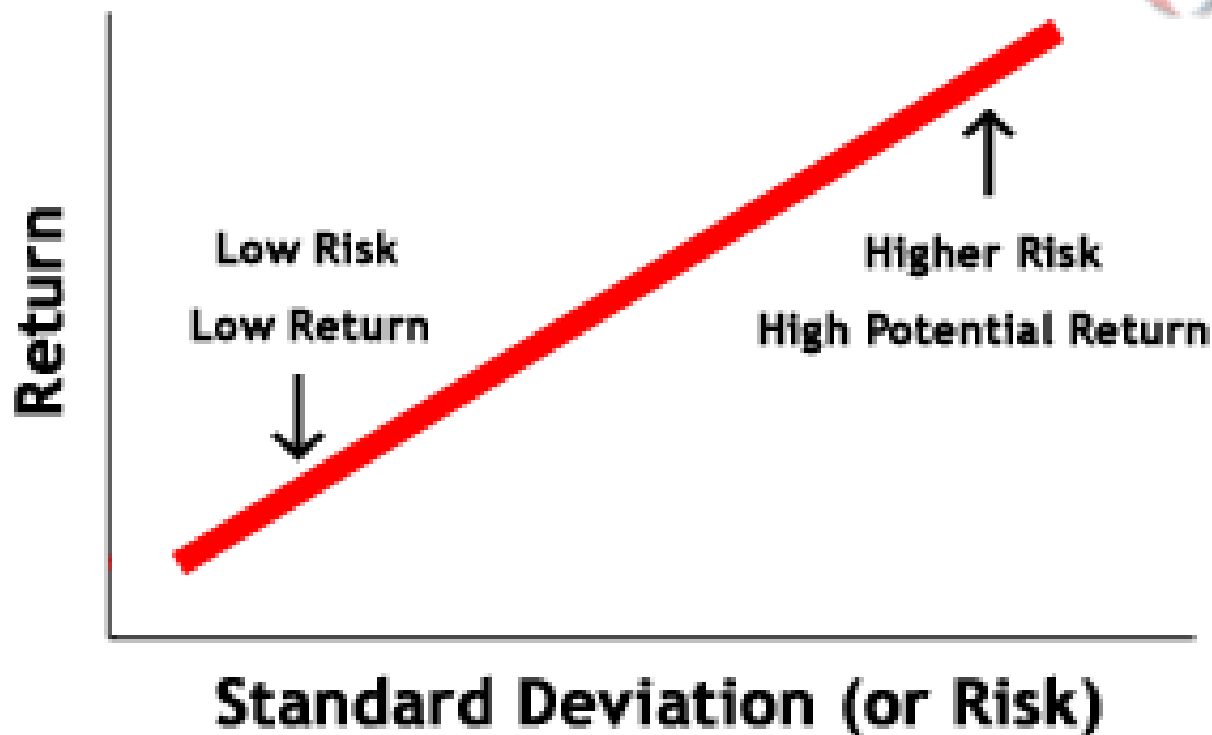 Return
Low Risk
Low Return
Higher Risk
High Potential Return
Standard Deviation (or Risk)